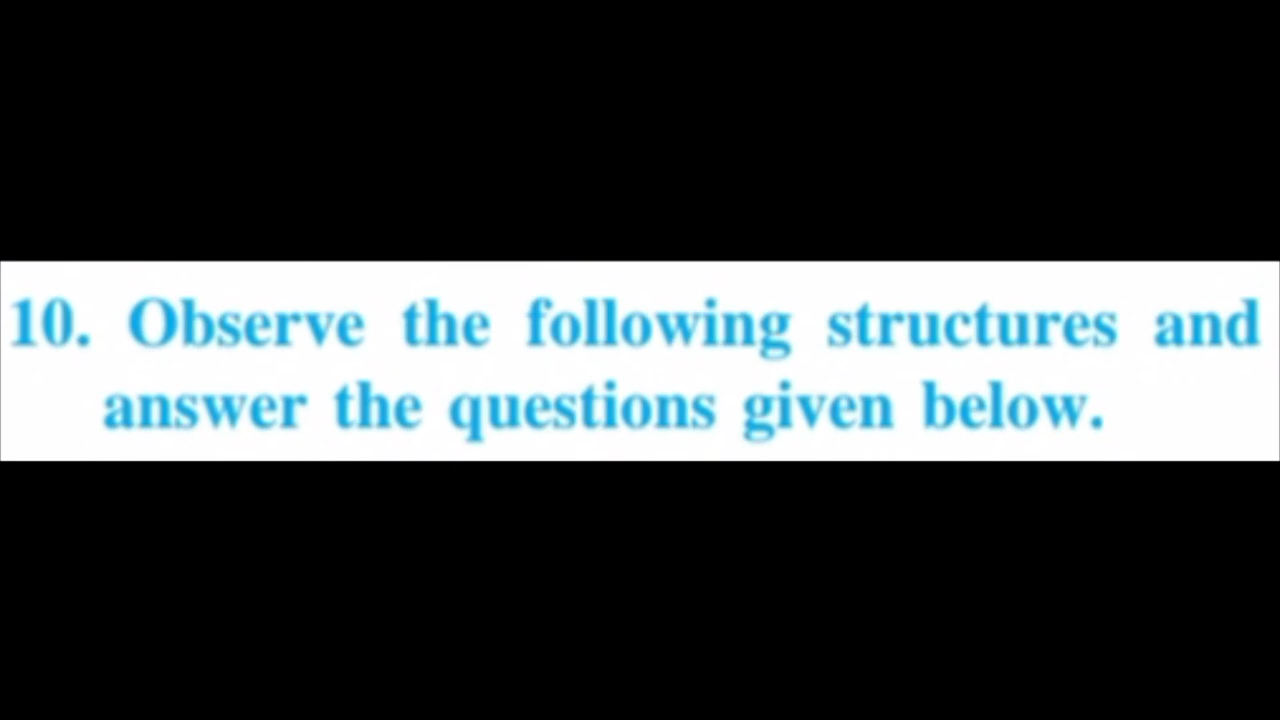 10. Observe the following structures and
answer the questions given below.